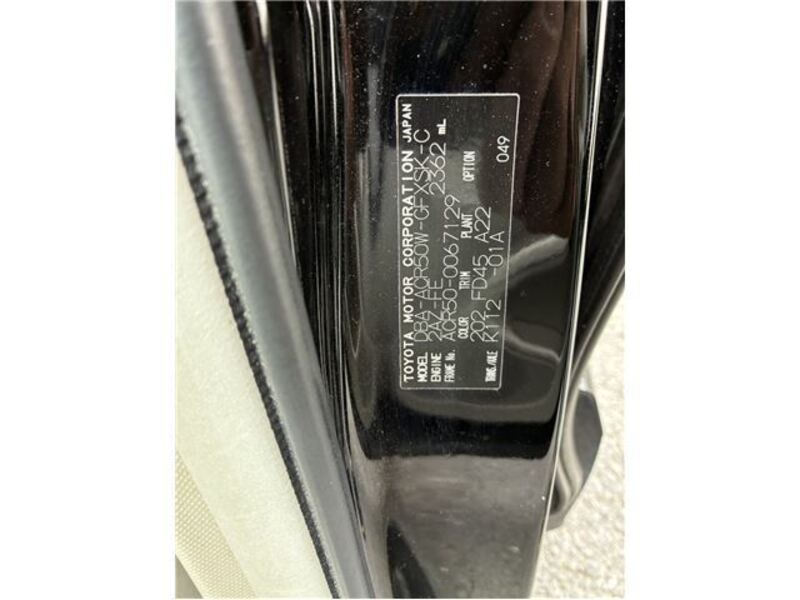 TOYOTA MOTOR CORPORATION JAPAN
MODEL DBA-ACR50W-GFXSK-C
ENGINE 2AZ-FE 2362 mL
FRAME No. ACR50-0067129
COLOR TRIM PLANT OPTION
202 FD45 A22 049
TRANS/AXLE K112 -01A